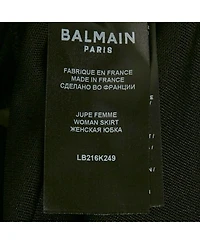 BALMAIN
PARIS
FABRIQUE EN FRANCE
MADE IN FRANCE
СДЕЛАНО ВО ФРАНЦИИ
JUPE FEMME
WOMAN SKIRT
ЖЕНСКАЯ ЮБКА
LB216K249